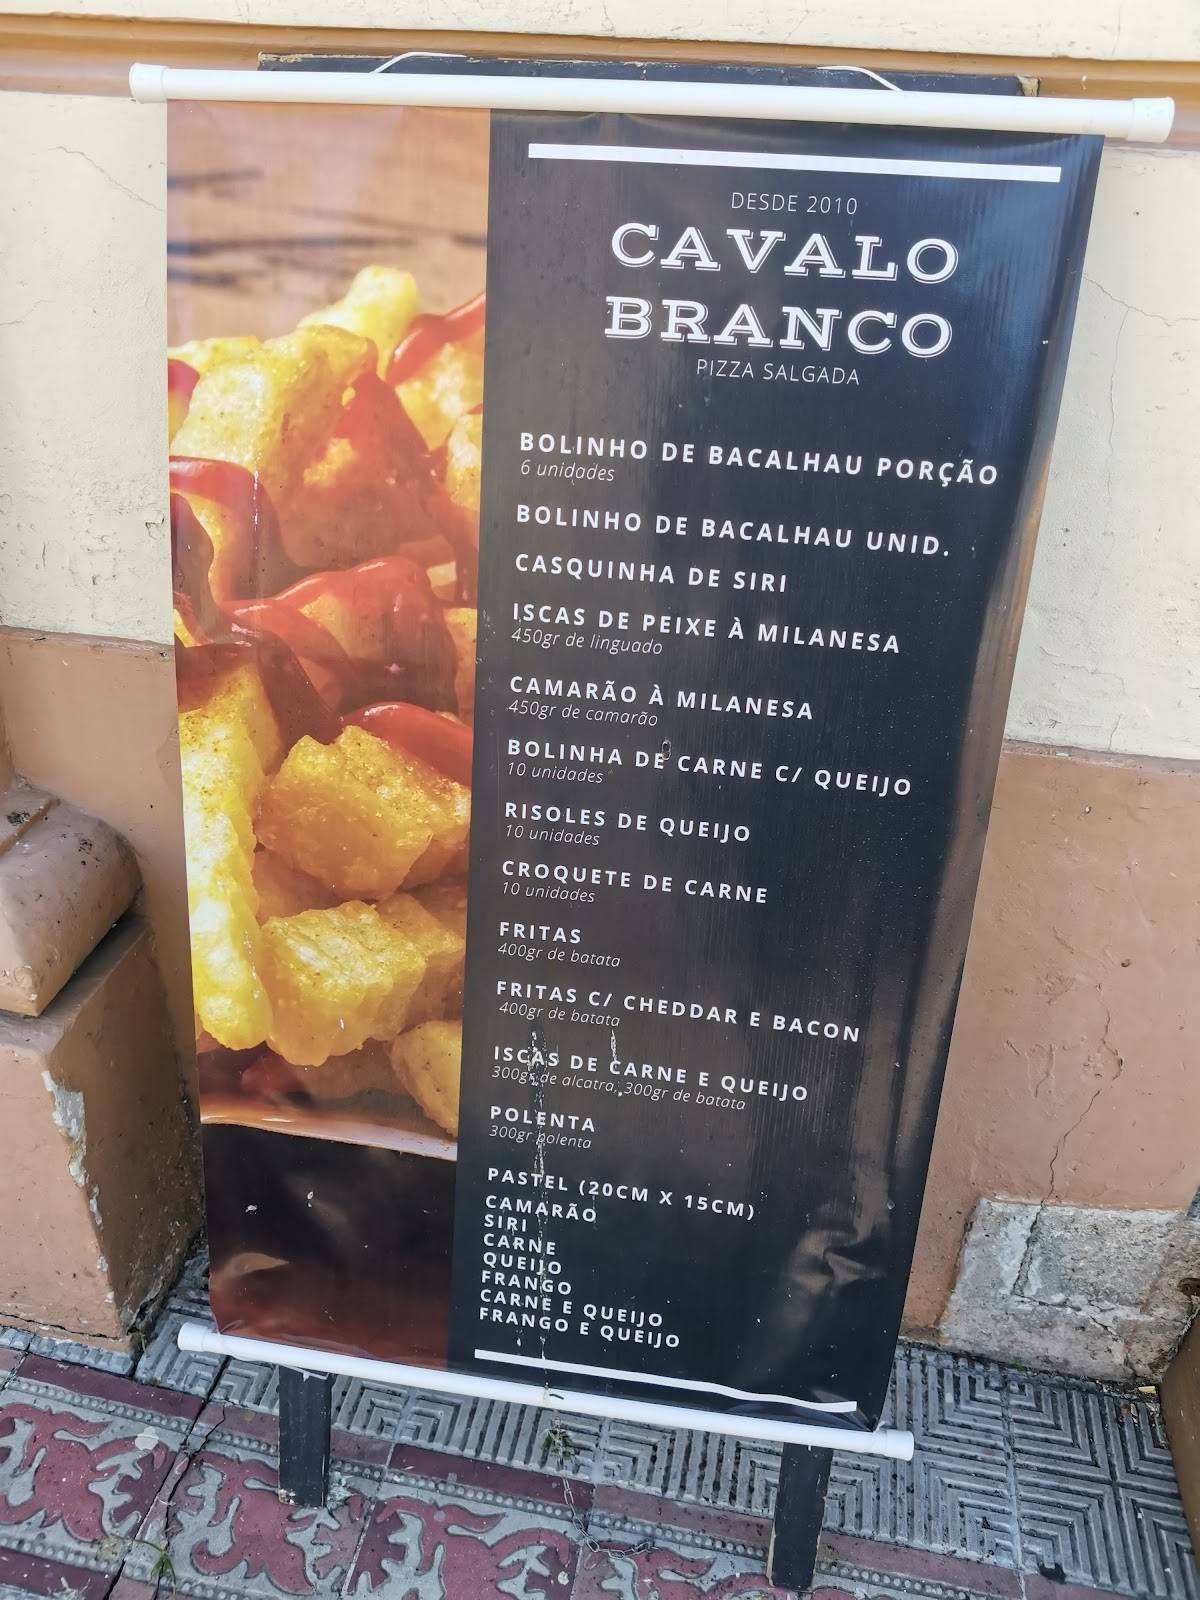 DESDE 2010
CAVALO
BRANCO
PIZZA SALGADA
BOLINHO DE BACALHAU PORÇÃO
6 unidades
BOLINHO DE BACALHAU UNID.
CASQUINHA DE SIRI
ISCAS DE PEIXE À MILANESA
450gr de linguado
CAMARÃO À MILANESA
450gr de camarão
BOLINHA DE CARNE C/ QUEIJO
10 unidades
RISOLES DE QUEIJO
10 unidades
CROQUETE DE CARNE
10 unidades
FRITAS
400gr de batata
FRITAS C/ CHEDDAR E BACON
400gr de batata
ISCAS DE CARNE E QUEIJO
300gr de alcatra, 300gr de batata
POLENTA
300gr polenta
PASTEL (20CM X 15CM)
CAMARÃO
SIRI
CARNE
QUEIJO
FRANGO
CARNE E QUEIJO
FRANGO E QUEIJO